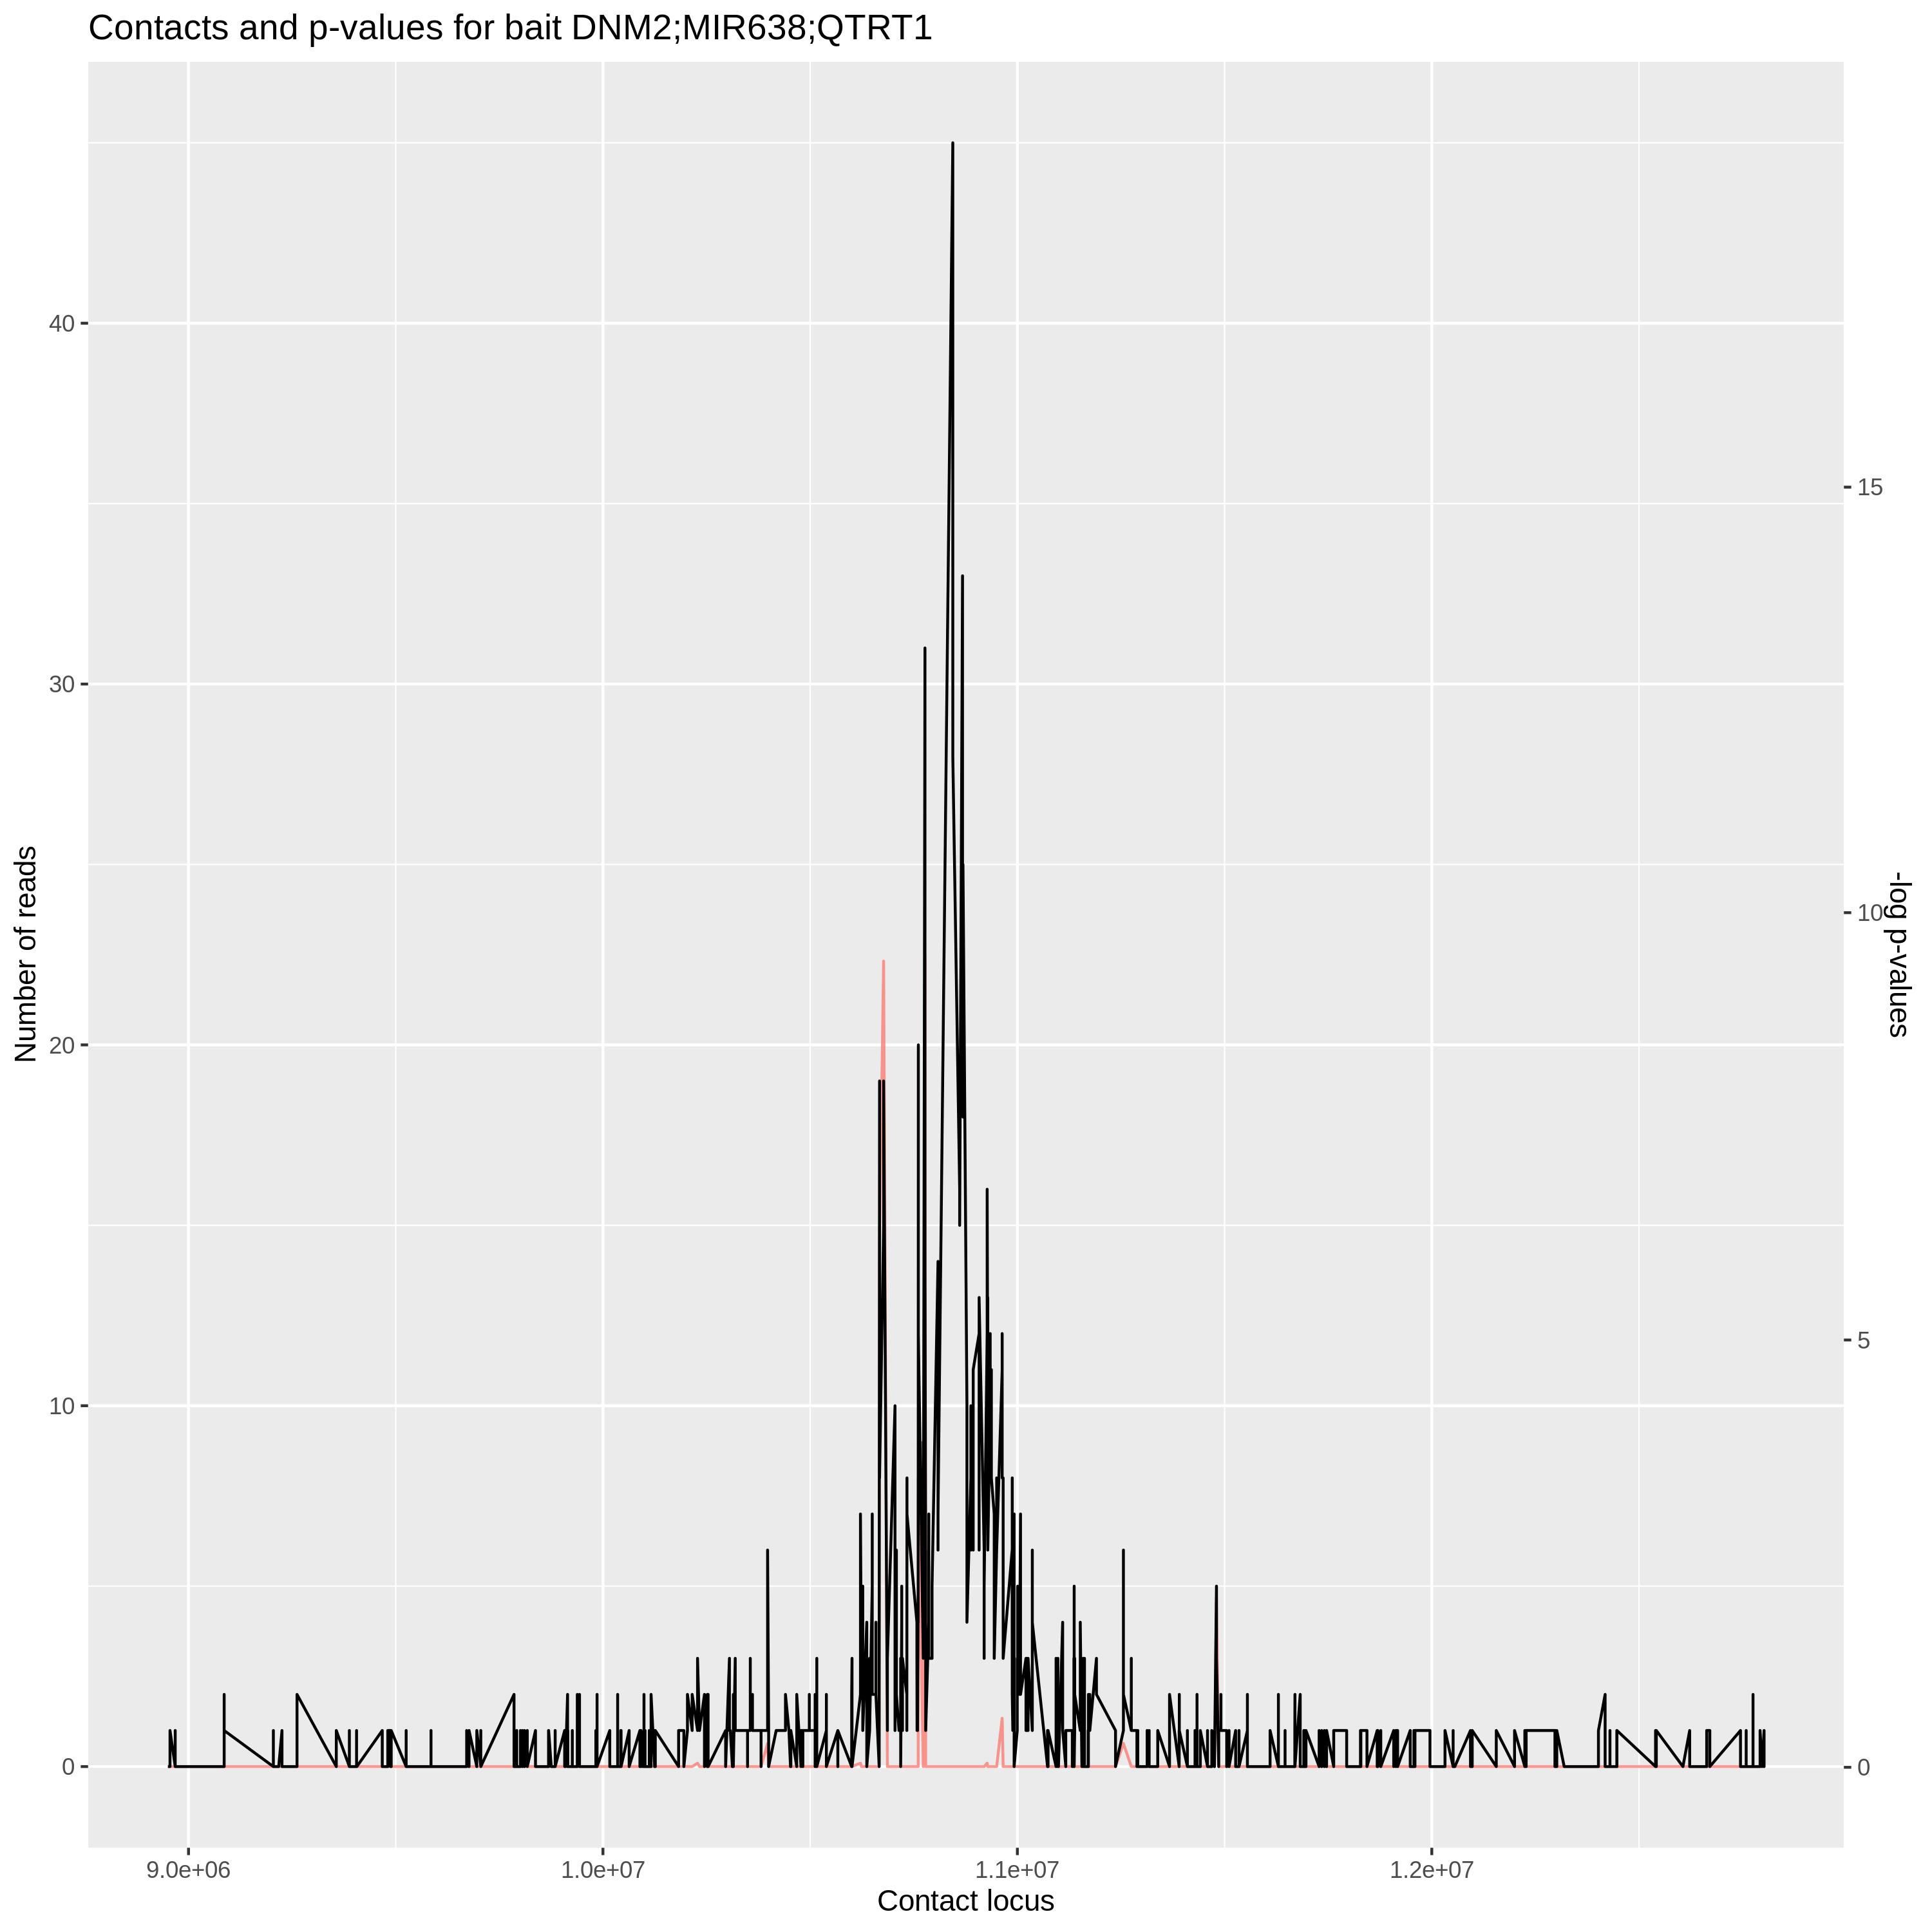 Contacts and p-values for bait DNM2;MIR638;QTRT1
40
30
20
10
0
Number of reads
15
10
5
0
-log p-values
9.0e+06
1.0e+07
1.1e+07
1.2e+07
Contact locus